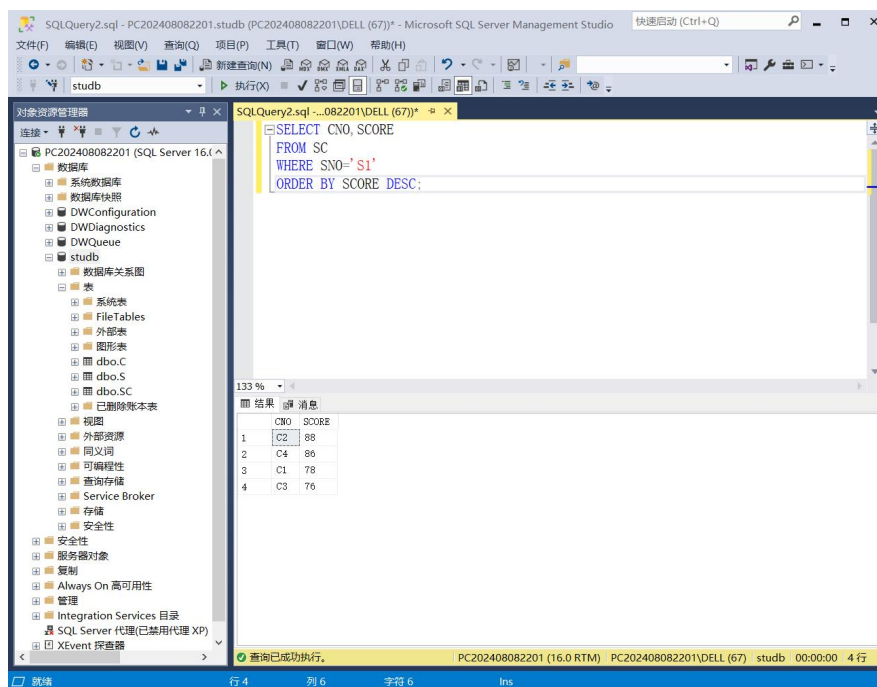 SQLQuery2.sql - PC202408082201.studb (PC202408082201\DELL (67))* - Microsoft SQL Server Management Studio
快速启动 (Ctrl+Q)
文件(F) 编辑(E) 视图(V) 查询(Q) 项目(P) 工具(T) 窗口(W) 帮助(H)
新建查询(N)
studb
执行(X)
对象资源管理器
连接
PC202408082201 (SQL Server 16.(
数据库
系统数据库
数据库快照
DWConfiguration
DWDiagnostics
DWQueue
studb
数据库关系图
表
系统表
FileTables
外部表
图形表
dbo.C
dbo.S
dbo.SC
已删除账本表
视图
外部资源
同义词
可编程性
查询存储
Service Broker
存储
安全性
安全性
服务器对象
复制
Always On 高可用性
管理
Integration Services 目录
SQL Server 代理(已禁用代理 XP)
XEvent 探查器
SQLQuery2.sql -...082201\DELL (67))*
SELECT CNO,SCORE
FROM SC
WHERE SNO='S1'
ORDER BY SCORE DESC;
133 %
结果 消息
CNO SCORE
1 C2 88
2 C4 86
3 C1 78
4 C3 76
查询已成功执行。 PC202408082201 (16.0 RTM) PC202408082201\DELL (67) studb 00:00:00 4 行
就绪 行 4 列 6 字符 6 Ins